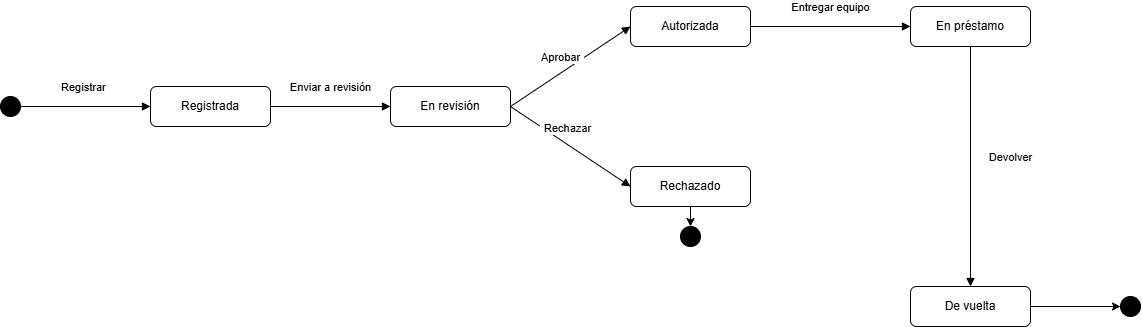 Registrar
Registrada
Enviar a revisión
En revisión
Aprobar
Autorizada
Entregar equipo
En préstamo
Rechazar
Rechazado
Devolver
De vuelta